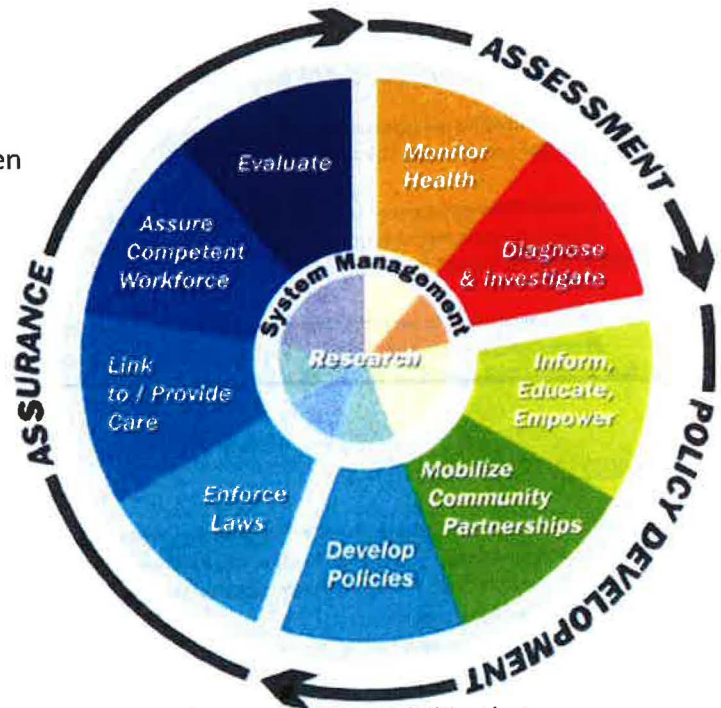 ASSESSMENT
POLICY DEVELOPMENT
ASSURANCE
Monitor
Health
Diagnose
& Investigate
Inform,
Educate,
Empower
Mobilize
Community
Partnerships
Develop
Policies
Enforce
Laws
Link
to / Provide
Care
Assure
Competent
Workforce
Evaluate
System Management
Research
en